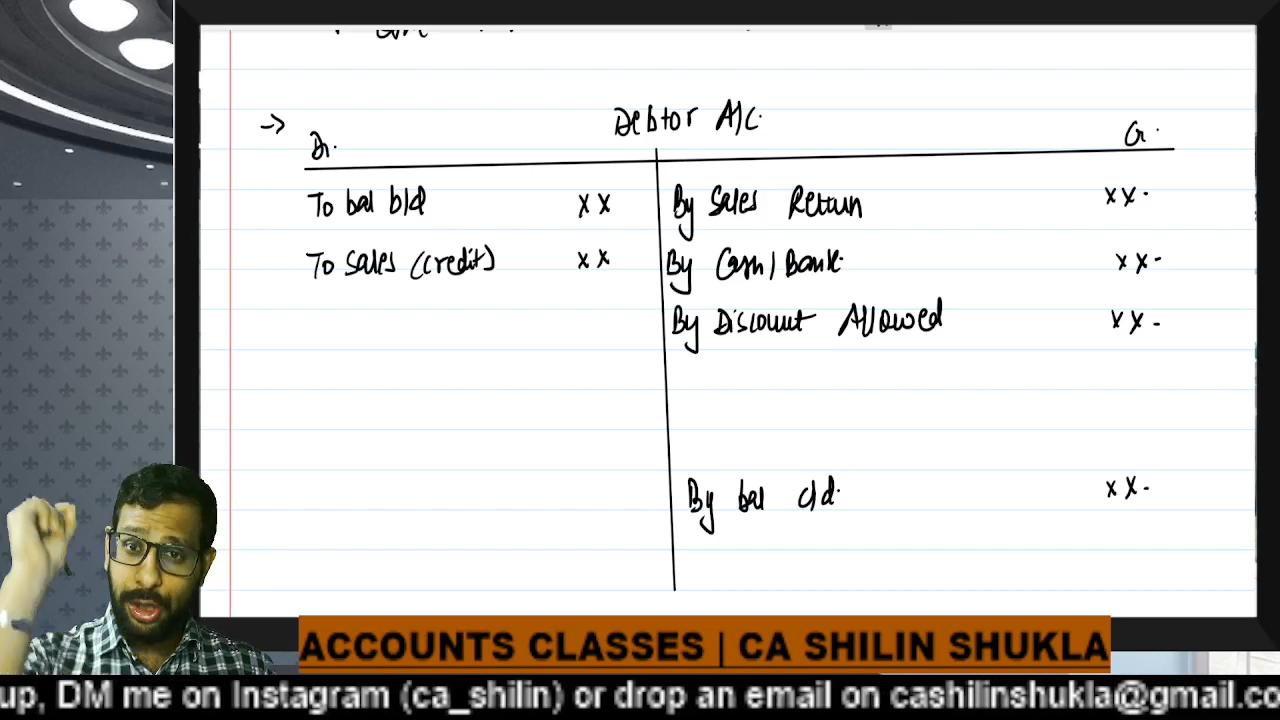 → Debtor A/C.
Dr. Cr.
To bal b/d xx By Sales Return xx.
To Sales (credit) xx By Cash/Bank. xx.
By Discount Allowed xx.
By bal c/d. xx.
ACCOUNTS CLASSES | CA SHILIN SHUKLA
up, DM me on Instagram (ca_shilin) or drop an email on cashilinshukla@gmail.co